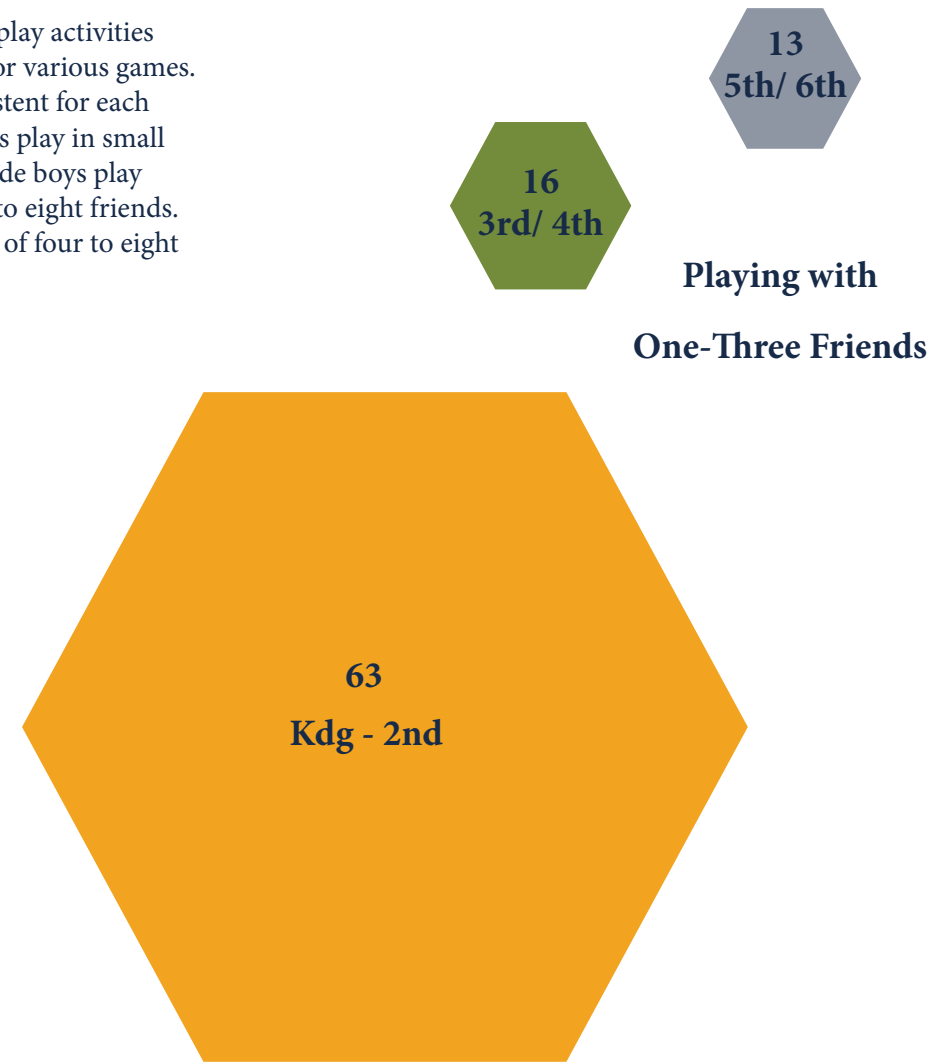 play activities
or various games.
stent for each
s play in small
de boys play
to eight friends.
of four to eight
13
5th/ 6th
16
3rd/ 4th
Playing with
One-Three Friends
63
Kdg - 2nd